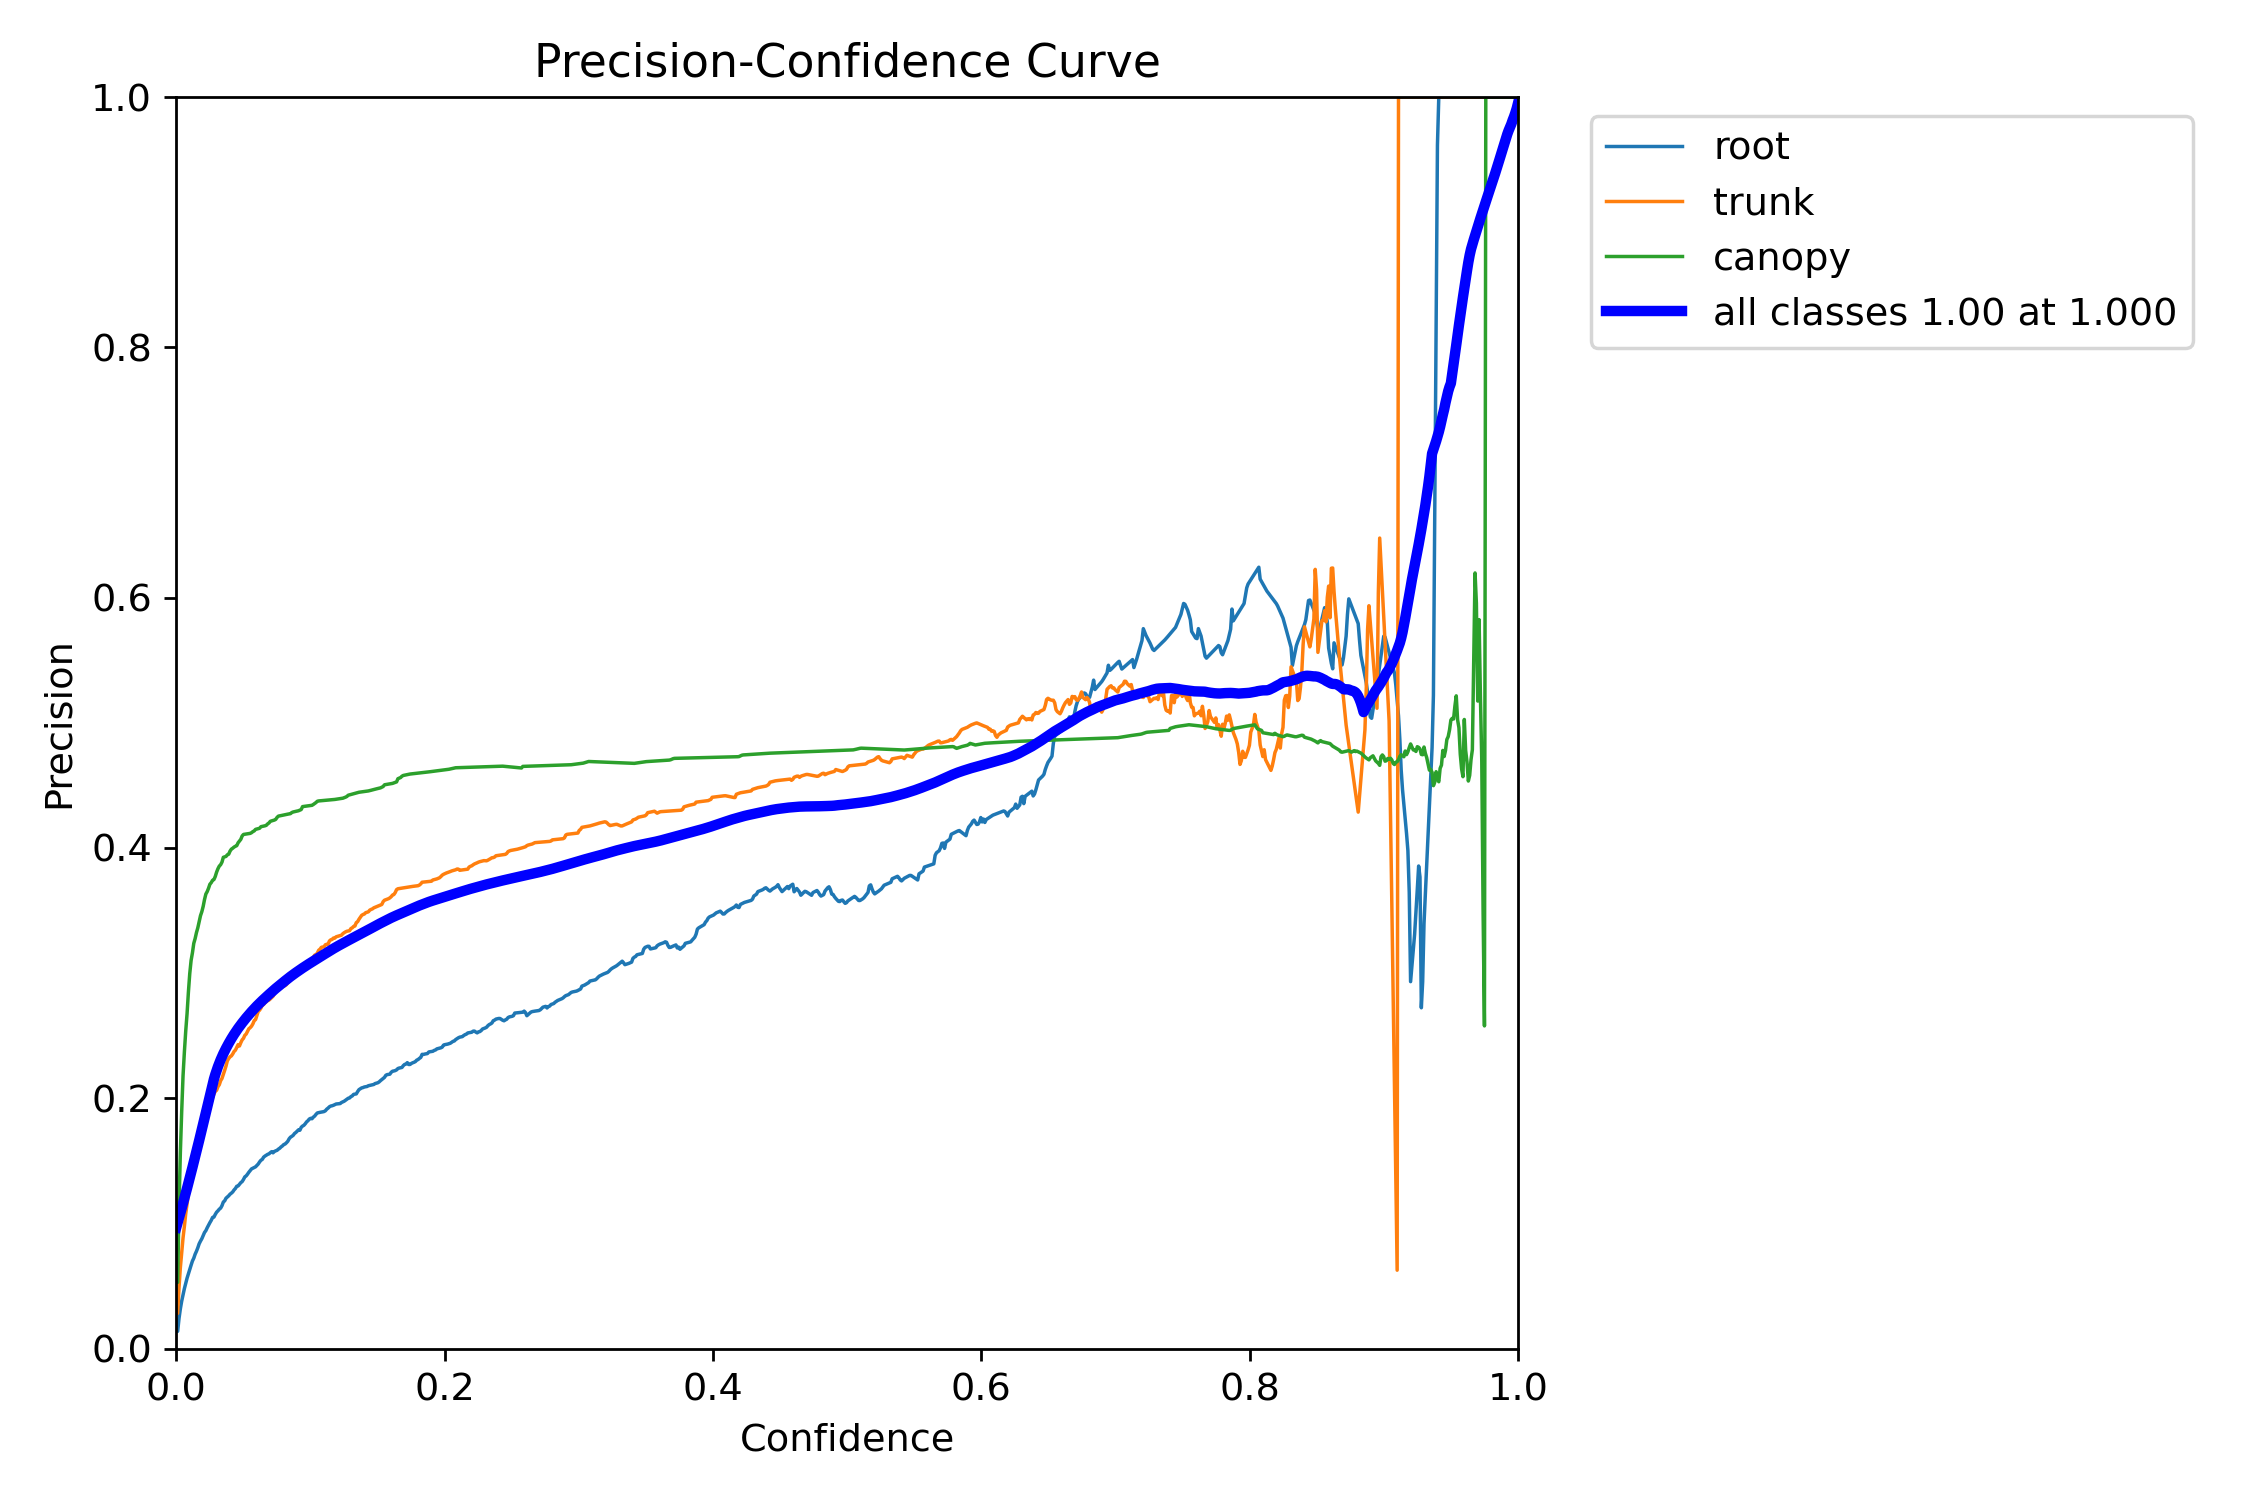 Precision-Confidence Curve
1.0
0.8
0.6
0.4
0.2
0.0
Precision
0.0 0.2 0.4 0.6 0.8 1.0
Confidence
root
trunk
canopy
all classes 1.00 at 1.000